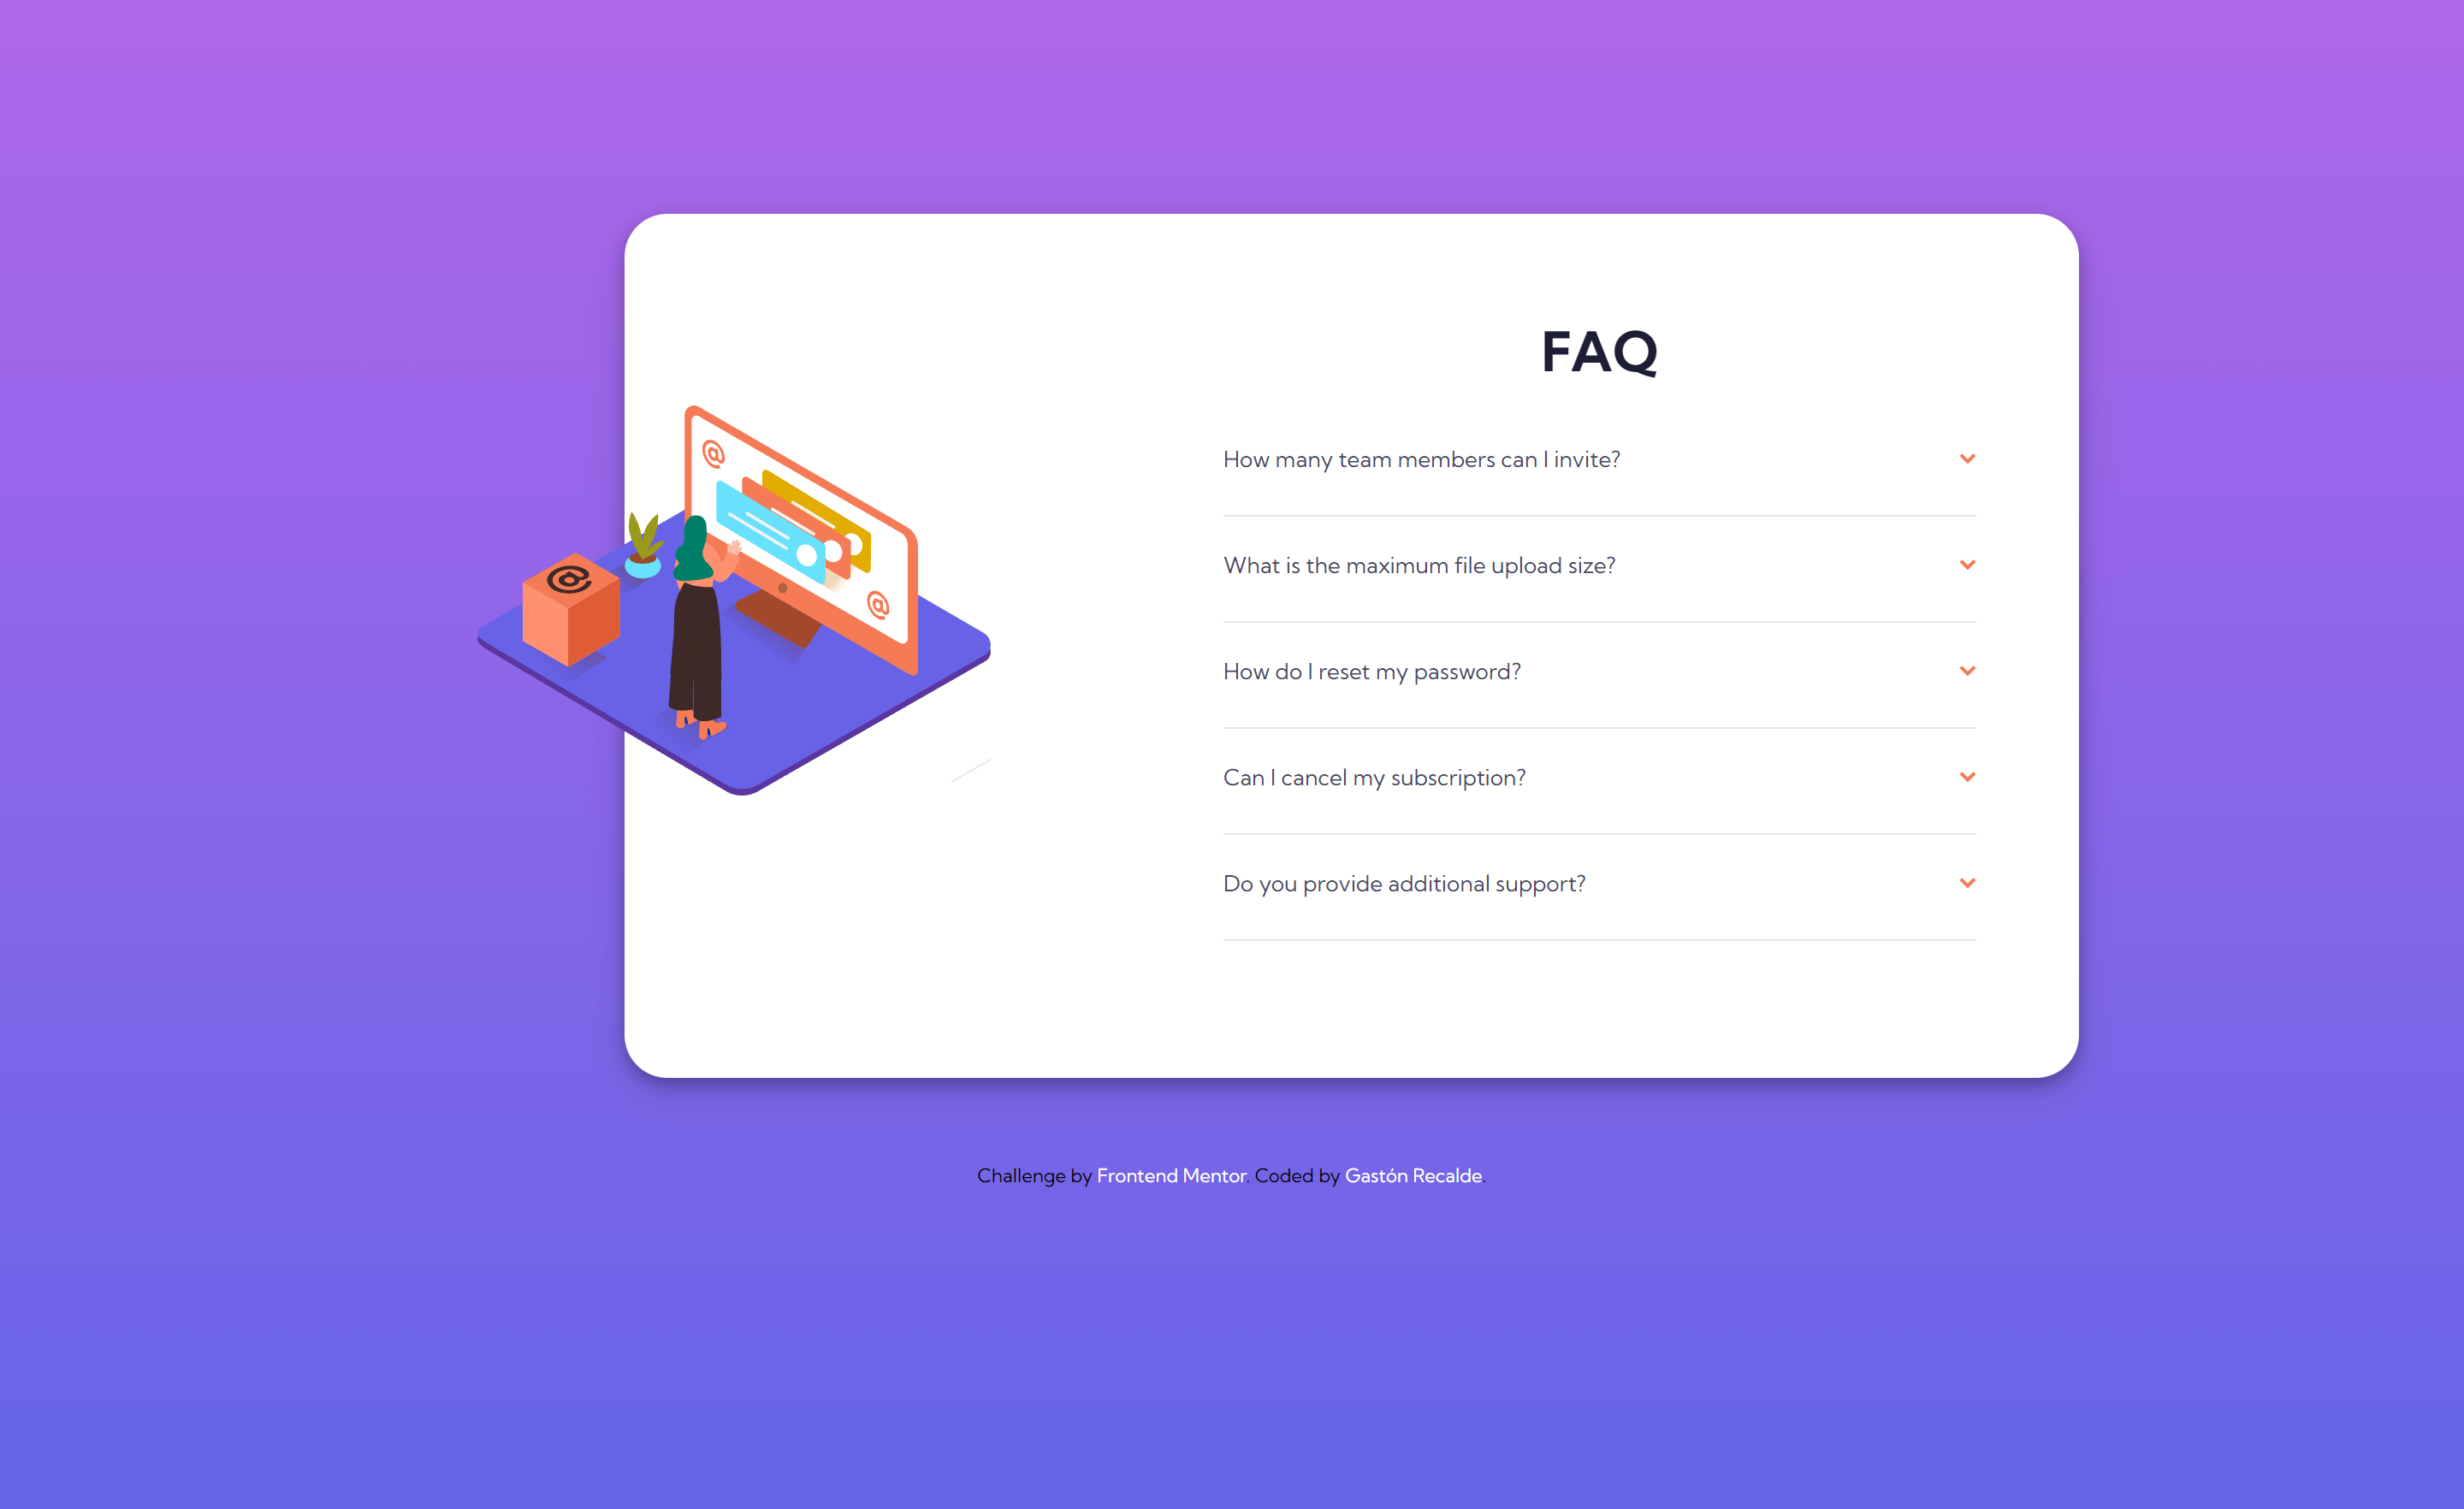 FAQ
How many team members can I invite?
What is the maximum file upload size?
How do I reset my password?
Can I cancel my subscription?
Do you provide additional support?
@
@
@
Challenge by Frontend Mentor. Coded by Gastón Recalde.